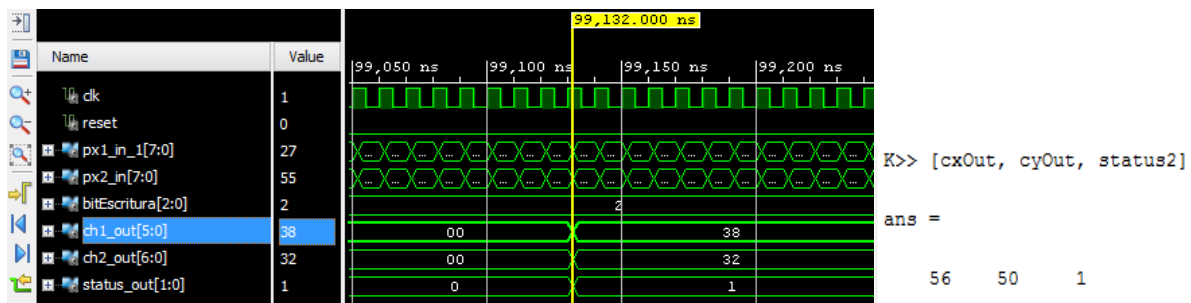 99,132.000 ns
Name Value
99,050 ns 99,100 ns 99,150 ns 99,200 ns
clk 1
reset 0
px1_in_1[7:0] 27 ... ... ... ... ... ... ... ... ... ... ... ... ... ... ... ... ... ... ...
px2_in[7:0] 55 ... ... ... ... ... ... ... ... ... ... ... ... ... ... ... ... ... ... ...
bitEscritura[2:0] 2 2
ch1_out[5:0] 38 00 38
ch2_out[6:0] 32 00 32
status_out[1:0] 1 0 1
K>> [cxOut, cyOut, status2]
ans =
56 50 1